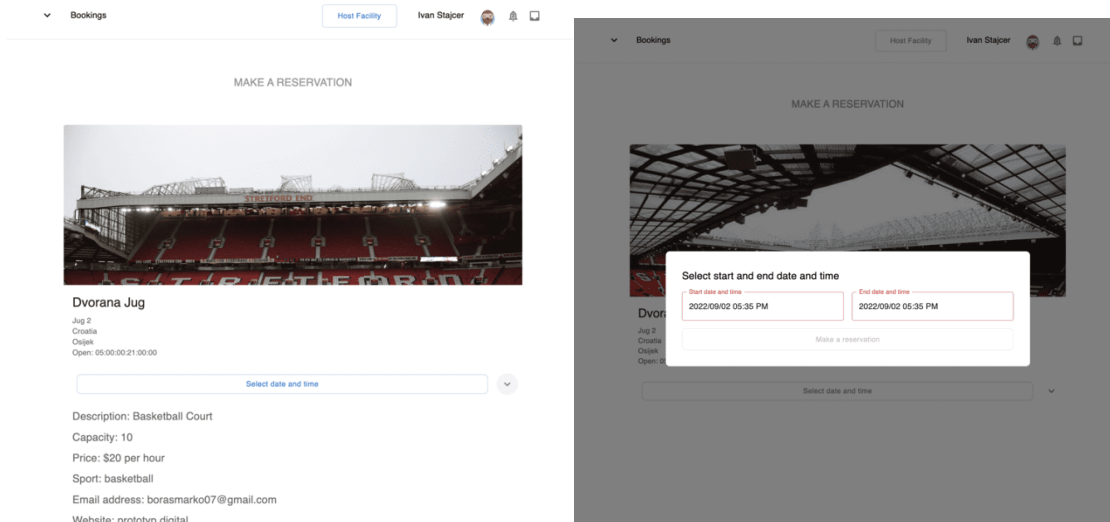 Bookings
Host Facility
Ivan Stajcer
MAKE A RESERVATION
STRETFORD END
STRETFORD
Dvorana Jug
Jug 2
Croatia
Osijek
Open: 05:00:00:21:00:00
Select date and time
Description: Basketball Court
Capacity: 10
Price: $20 per hour
Sport: basketball
Email address: borasmarko07@gmail.com
Website: prototyp.digital
Bookings
Host Facility
Ivan Stajcer
MAKE A RESERVATION
Select start and end date and time
Start date and time
End date and time
2022/09/02 05:35 PM
2022/09/02 05:35 PM
Make a reservation
Dvora
Jug 2
Croatia
Osijek
Open: 0
Select date and time